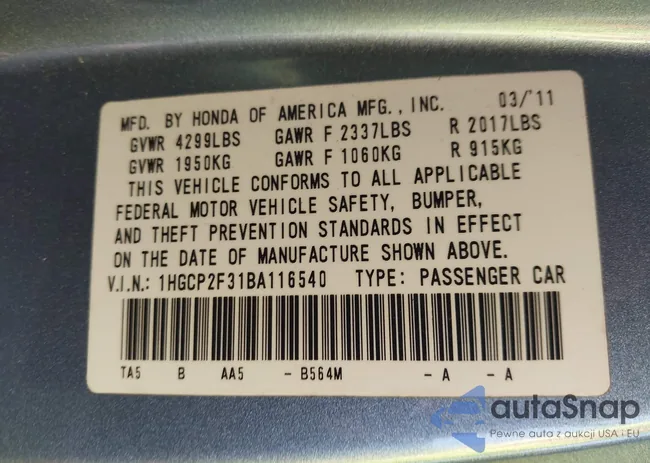 MFD. BY HONDA OF AMERICA MFG., INC. 03/'11
GVWR 4299LBS GAWR F 2337LBS R 2017LBS
GVWR 1950KG GAWR F 1060KG R 915KG
THIS VEHICLE CONFORMS TO ALL APPLICABLE
FEDERAL MOTOR VEHICLE SAFETY, BUMPER,
AND THEFT PREVENTION STANDARDS IN EFFECT
ON THE DATE OF MANUFACTURE SHOWN ABOVE.
V.I.N.: 1HGCP2F31BA116540 TYPE: PASSENGER CAR
TA5 B AA5 - B564M - A - A
autaSnap
Pewne auta z aukcji USA i EU